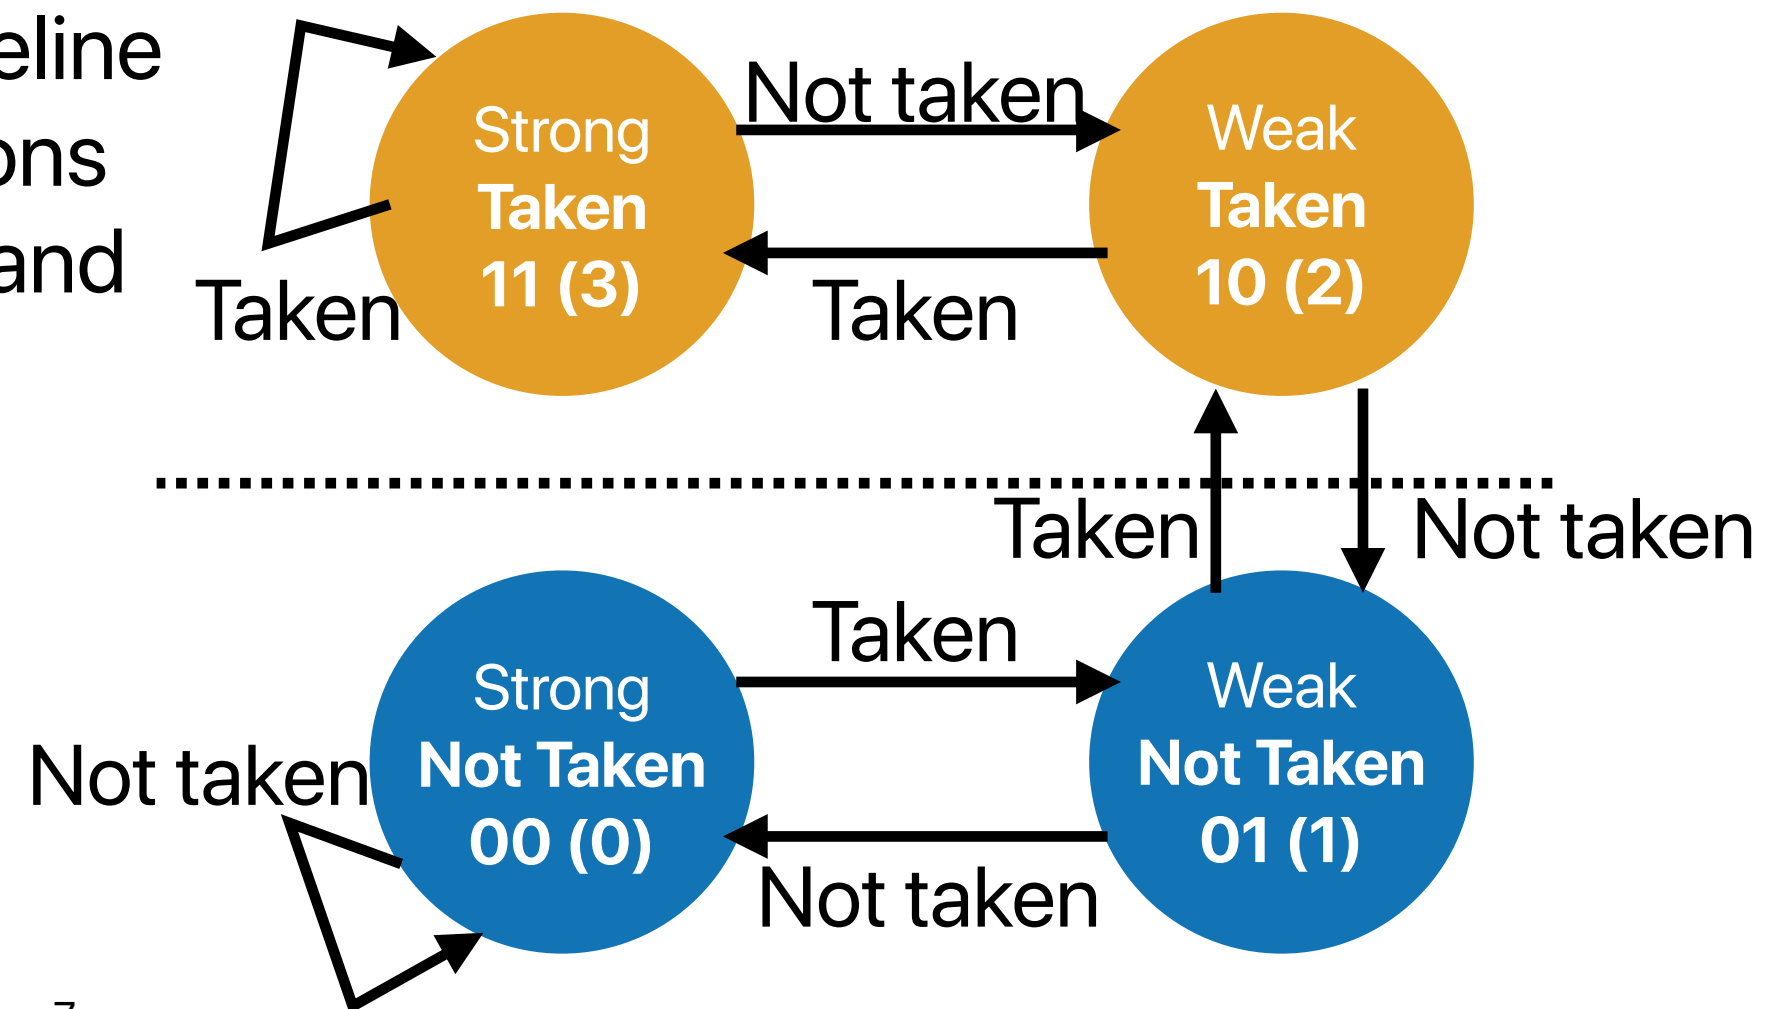 eline
ons
and
Strong
Taken
11 (3)
Not taken
Weak
Taken
10 (2)
Taken
Taken
Taken
Not taken
Strong
Not Taken
00 (0)
Taken
Weak
Not Taken
01 (1)
Not taken
Not taken